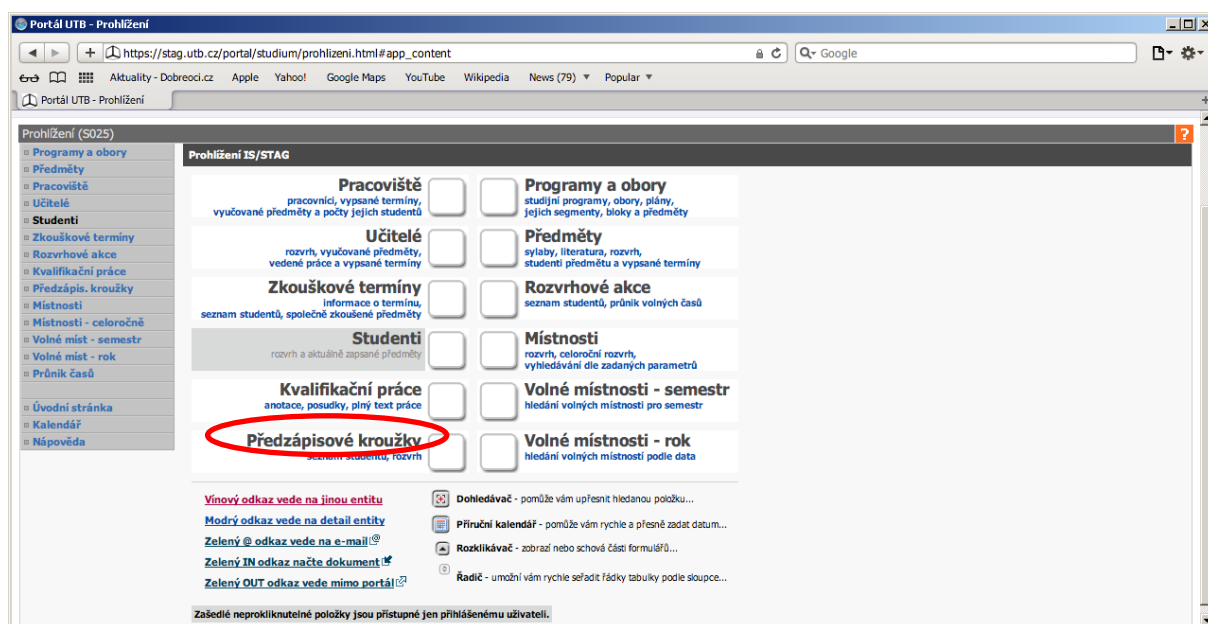 Portál UTB - Prohlížení
https://stag.utb.cz/portal/studium/prohlizeni.html#app_content
Google
Aktuality - Dobreoci.cz Apple Yahoo! Google Maps YouTube Wikipedia News (79) Popular
Portál UTB - Prohlížení
Prohlížení (S025)
?
Programy a obory
Předměty
Pracoviště
Učitelé
Studenti
Zkouškové termíny
Rozvrhové akce
Kvalifikační práce
Předzápis. kroužky
Místnosti
Místnosti - celoročně
Volné míst - semestr
Volné míst - rok
Průnik časů
Úvodní stránka
Kalendář
Nápověda
Prohlížení IS/STAG
Pracoviště
pracovníci, vypsané termíny,
vyučované předměty a počty jejich studentů
Programy a obory
studijní programy, obory, plány,
jejich segmenty, bloky a předměty
Učitelé
rozvrh, vyučované předměty,
vedené práce a vypsané termíny
Předměty
sylaby, literatura, rozvrh,
studenti předmětu a vypsané termíny
Zkouškové termíny
informace o termínu,
seznam studentů, společně zkoušené předměty
Rozvrhové akce
seznam studentů, průnik volných časů
Studenti
rozvrh a aktuálně zapsané předměty
Místnosti
rozvrh, celoroční rozvrh,
vyhledávání dle zadaných parametrů
Kvalifikační práce
anotace, posudky, plný text práce
Volné místnosti - semestr
hledání volných místností pro semestr
Předzápisové kroužky
seznam studentů, rozvrh
Volné místnosti - rok
hledání volných místností podle data
Vínový odkaz vede na jinou entitu
Modrý odkaz vede na detail entity
Zelený @ odkaz vede na e-mail
Zelený IN odkaz načte dokument
Zelený OUT odkaz vede mimo portál
Dohledávač - pomůže vám upřesnit hledanou položku...
Příruční kalendář - pomůže vám rychle a přesně zadat datum...
Rozklikávač - zobrazí nebo schová části formulářů...
Řadič - umožní vám rychle seřadit řádky tabulky podle sloupce...
Zašedlé neprokliknutelné položky jsou přístupné jen přihlášenému uživateli.